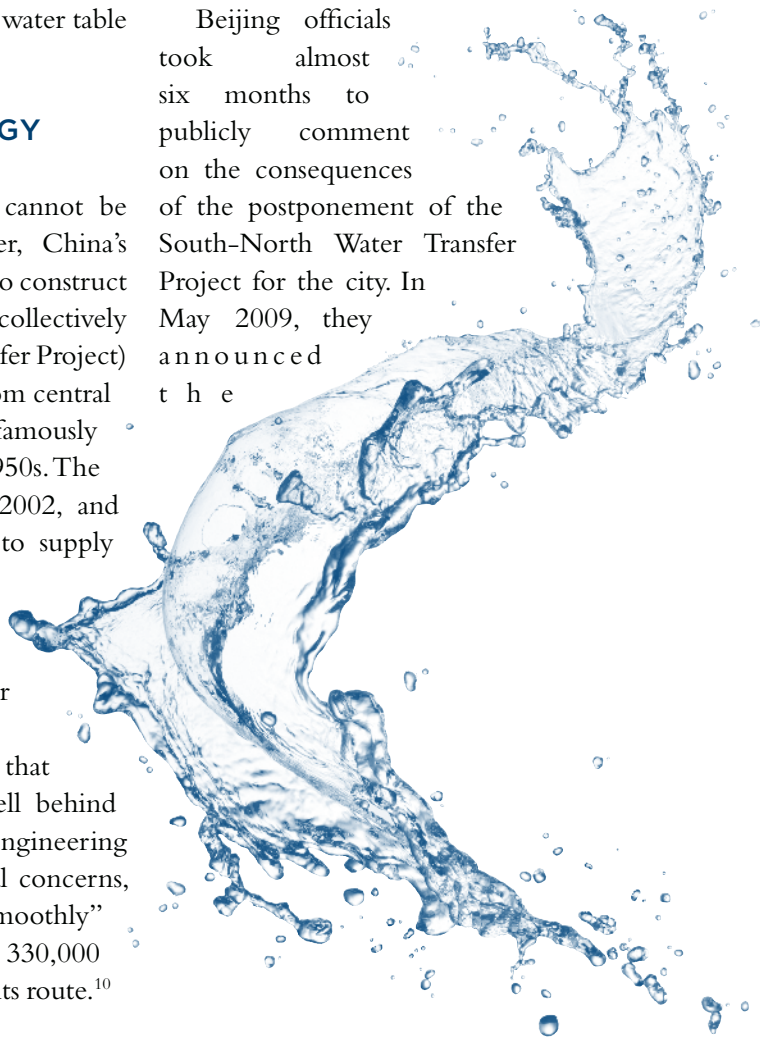 water table
GY
cannot be
er, China's
o construct
collectively
fer Project)
om central
famously
950s. The
2002, and
to supply
r
that
ell behind
ngineering
l concerns,
moothly”
330,000
ts route.10
Beijing officials
took almost
six months to
publicly comment
on the consequences
of the postponement of the
South-North Water Transfer
Project for the city. In
May 2009, they
announced
the